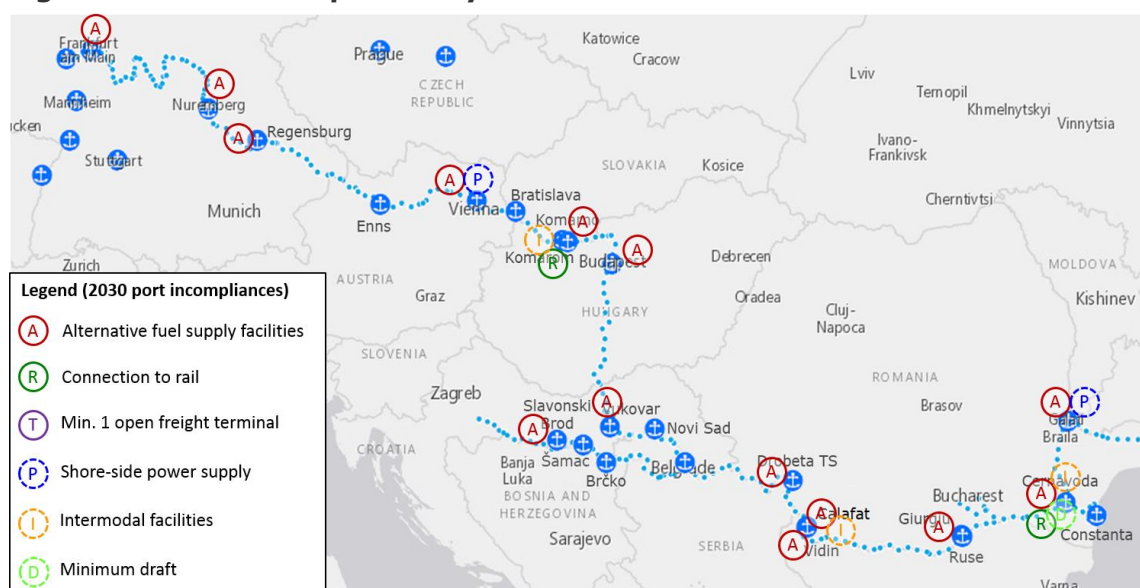 Frankfurt
am Main
A
Prague
Katowice
Cracow
Lviv
Ternopil
Khmelnytskyi
Vinnytsia
CZECH
REPUBLIC
A
Mannheim
Nuremberg
A
Regensburg
Ivano-
Frankivsk
Stuttgart
SLOVAKIA
Kosice
Chernivtsi
Munich
Enns
A
P
Vienna
Bratislava
Komarno
A
I
Komarom
R
A
Budapest
Debrecen
MOLDOVA
Zurich
AUSTRIA
Graz
HUNGARY
Oradea
Cluj-
Napoca
Kishinev
Legend (2030 port incompliances)
A Alternative fuel supply facilities
R Connection to rail
T Min. 1 open freight terminal
P Shore-side power supply
I Intermodal facilities
D Minimum draft
SLOVENIA
Zagreb
ROMANIA
Brasov
A
P
Galati
Braila
Slavonski
Brod
A
A
Vukovar
Novi Sad
CROATIA
Banja
Luka
Šamac
Brčko
Belgrade
Drobeta TS
A
BOSNIA AND
HERZEGOVINA
Sarajevo
SERBIA
A
Calafat
I
A
Vidin
Bucharest
Giurgiu
A
Ruse
Cernavoda
I
A
D
R
Constanta
Varna